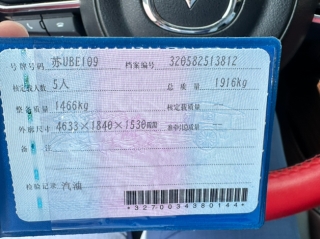 号牌号码 苏UBE109 档案编号 320582513812
核定载人数 5人 总质量 1916kg
整备质量 1466kg 核定载质量 --
外廓尺寸 4633×1840×1530mm 准牵引总质量 --
备注
检验记录 汽油
*3270034380144*